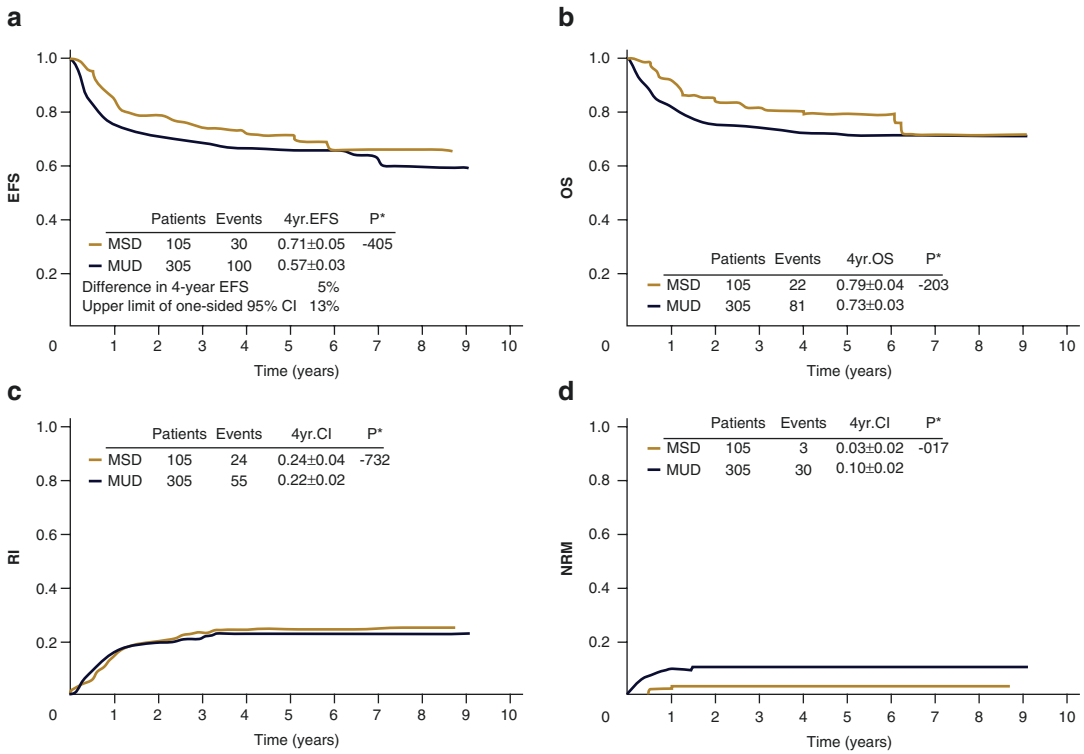 a
1.0
0.8
0.6
0.4
0.2
EFS
Patients Events 4yr.EFS P*
MSD 105 30 0.71±0.05 -405
MUD 305 100 0.57±0.03
Difference in 4-year EFS 5%
Upper limit of one-sided 95% CI 13%
0 1 2 3 4 5 6 7 8 9 10
Time (years)
b
1.0
0.8
0.6
0.4
0.2
OS
Patients Events 4yr.OS P*
MSD 105 22 0.79±0.04 -203
MUD 305 81 0.73±0.03
0 1 2 3 4 5 6 7 8 9 10
Time (years)
c
1.0
0.8
0.6
0.4
0.2
RI
Patients Events 4yr.CI P*
MSD 105 24 0.24±0.04 -732
MUD 305 55 0.22±0.02
0 1 2 3 4 5 6 7 8 9 10
Time (years)
d
1.0
0.8
0.6
0.4
0.2
NRM
Patients Events 4yr.CI P*
MSD 105 3 0.03±0.02 -017
MUD 305 30 0.10±0.02
0 1 2 3 4 5 6 7 8 9 10
Time (years)